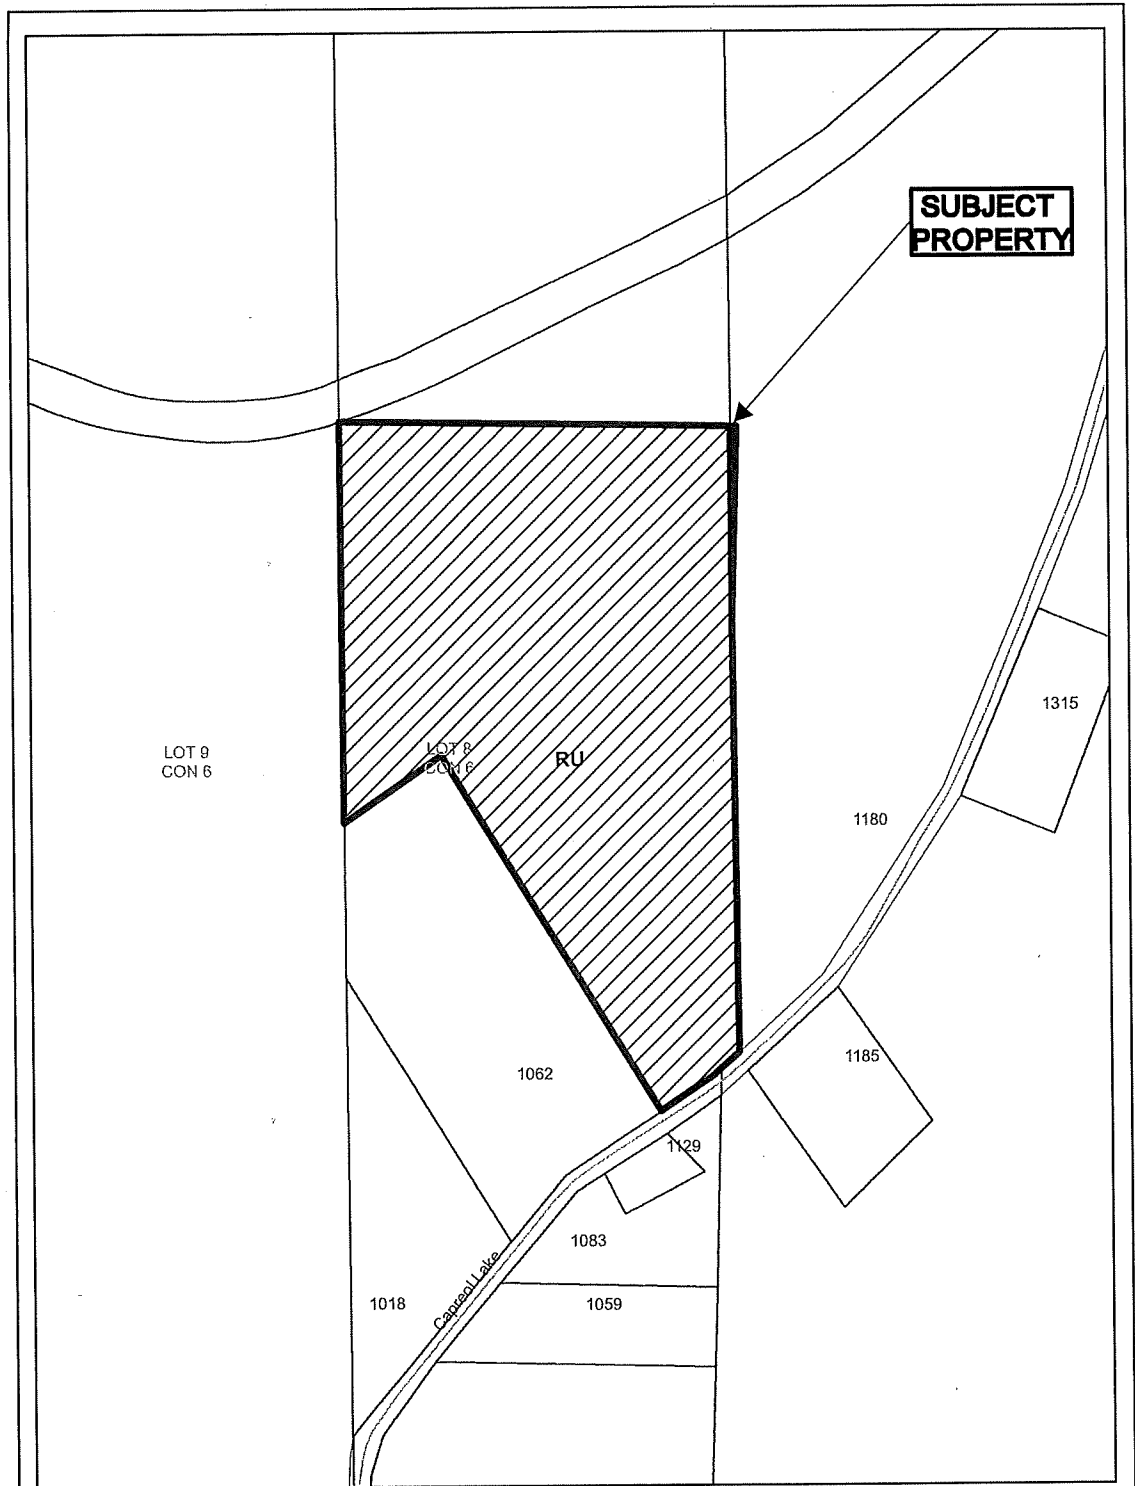 SUBJECT
PROPERTY
1315
LOT 9
CON 6
LOT 8
CON 6
RU
1180
1185
1062
1129
1083
1018
Capreol Lake
1059